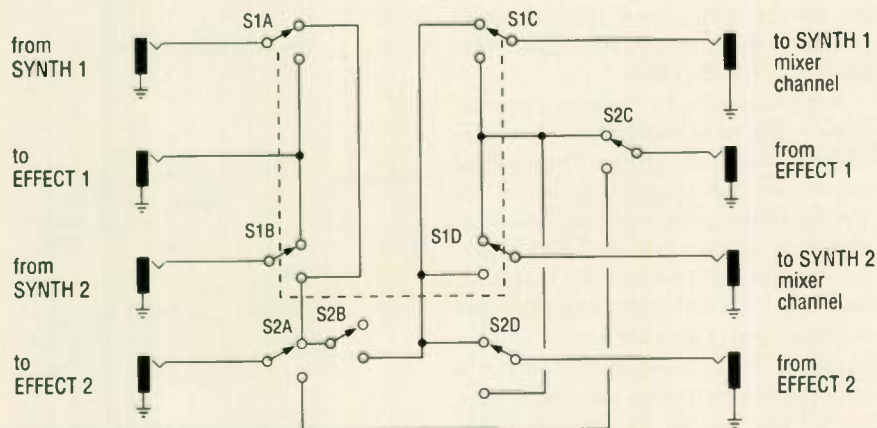 S1A
S1C
from
SYNTH 1
to SYNTH 1
mixer
channel
S2C
to
EFFECT 1
from
EFFECT 1
S1B
S1D
from
SYNTH 2
to SYNTH 2
mixer
channel
S2A
S2B
S2D
to
EFFECT 2
from
EFFECT 2